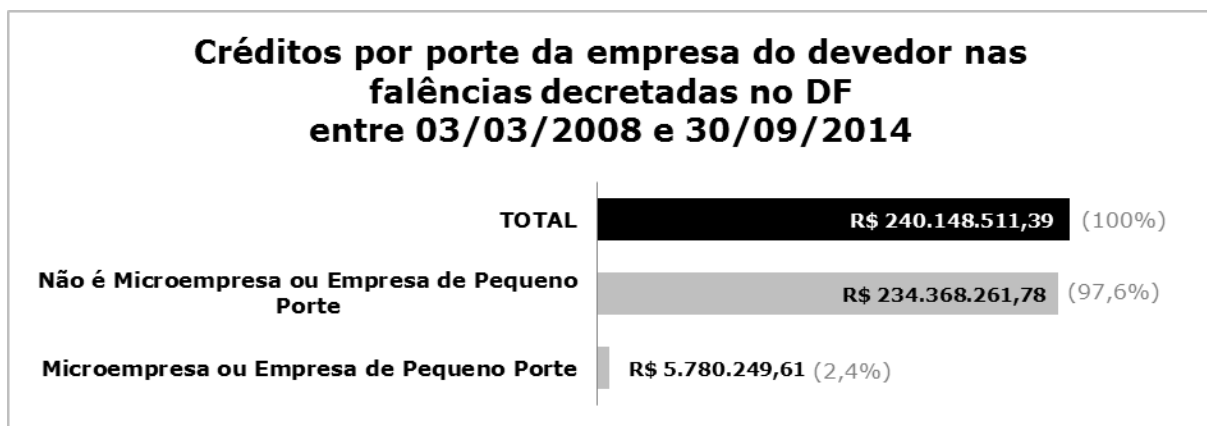 Créditos por porte da empresa do devedor nas
falências decretadas no DF
entre 03/03/2008 e 30/09/2014
TOTAL R$ 240.148.511,39 (100%)
Não é Microempresa ou Empresa de Pequeno
Porte R$ 234.368.261,78 (97,6%)
Microempresa ou Empresa de Pequeno Porte R$ 5.780.249,61 (2,4%)